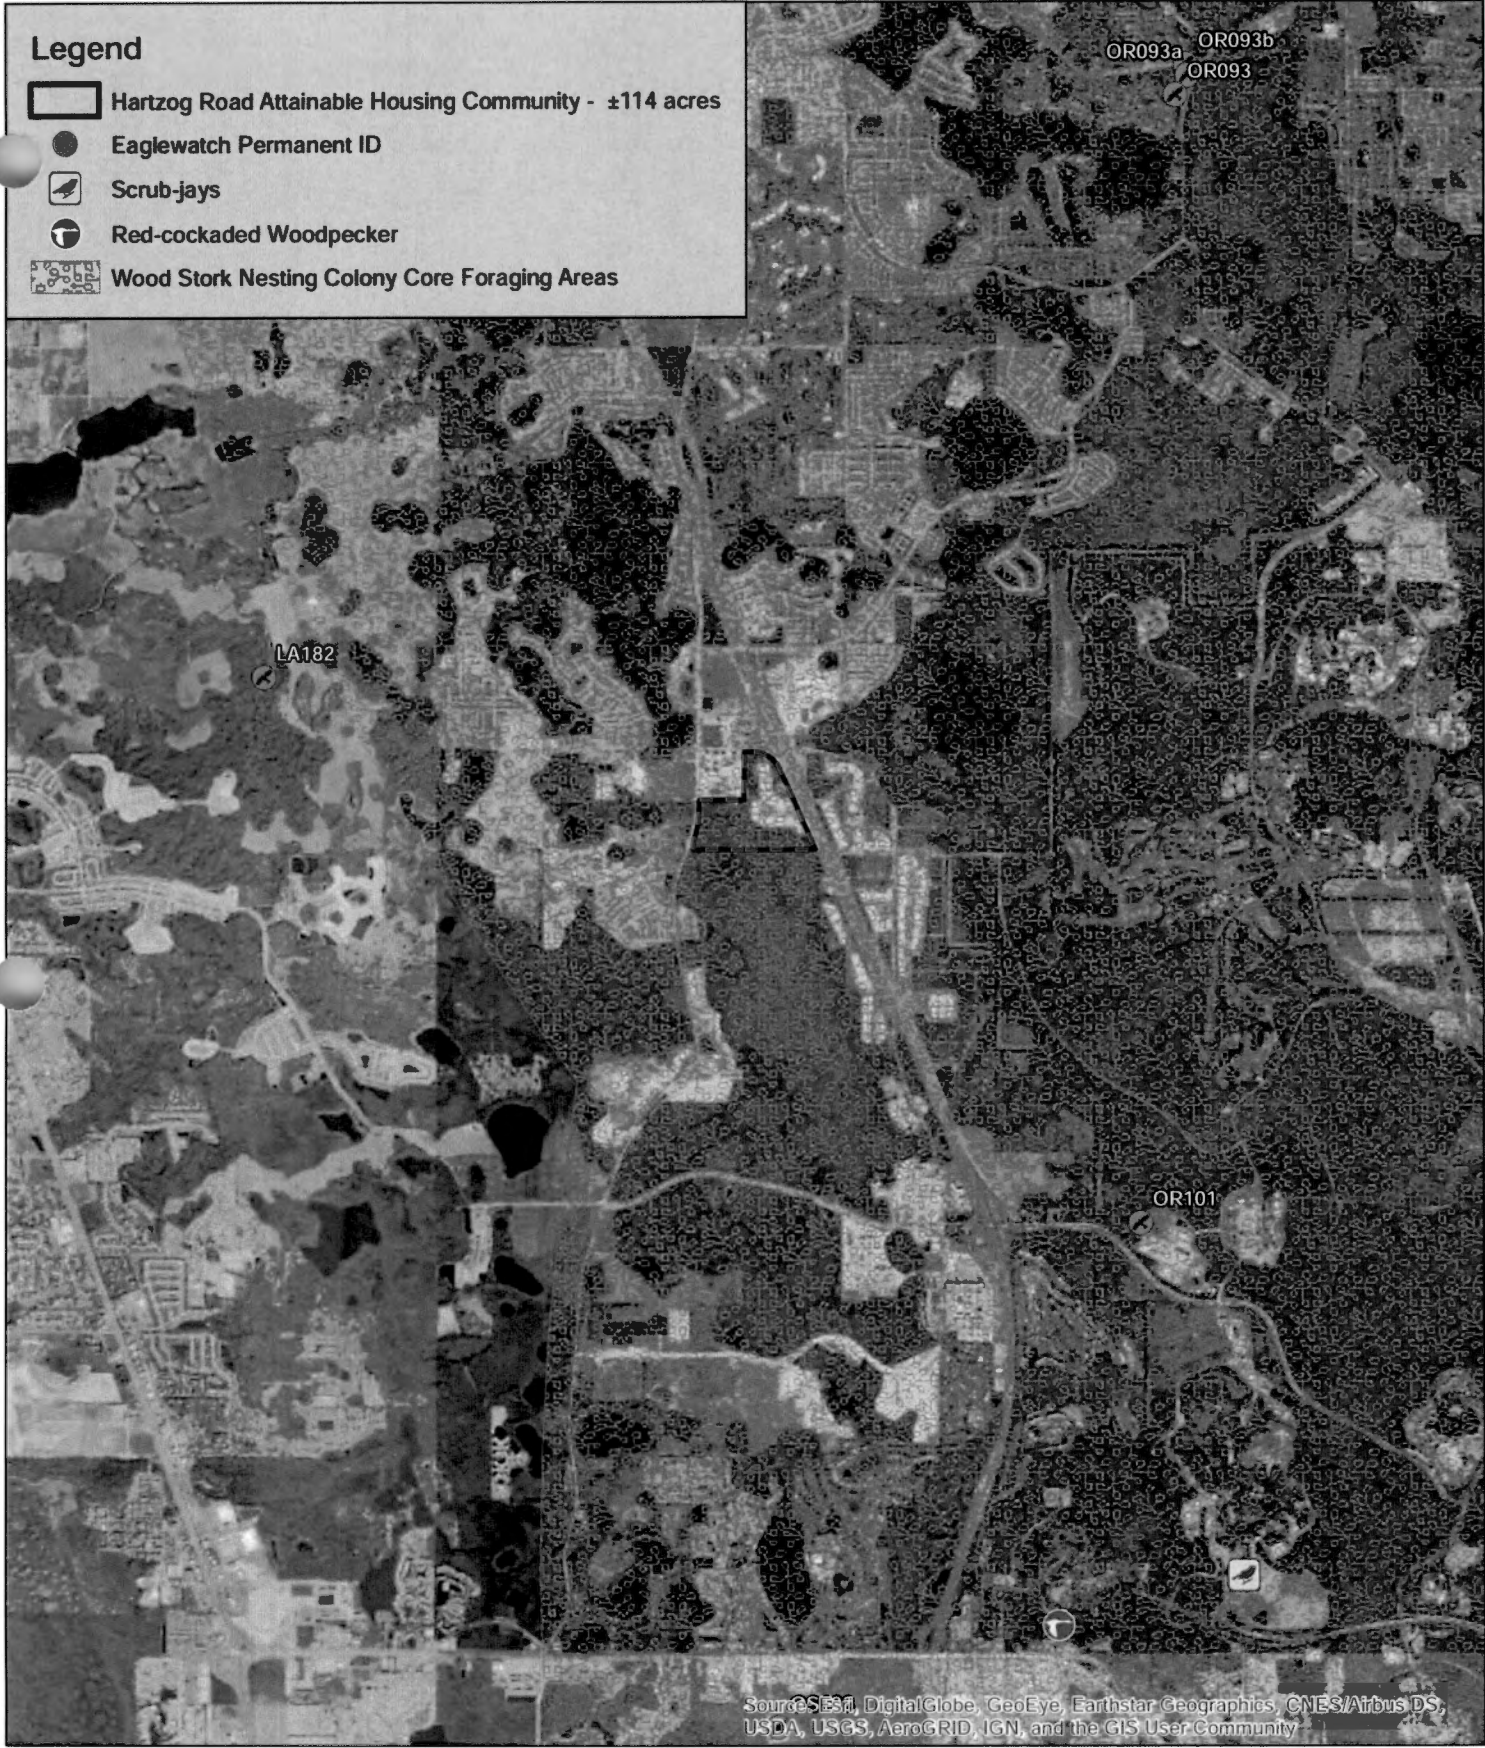 Legend
Hartzog Road Attainable Housing Community - ±114 acres
Eaglewatch Permanent ID
Scrub-jays
Red-cockaded Woodpecker
Wood Stork Nesting Colony Core Foraging Areas
OR093b
OR093a
OR093
LA182
OR101
Esri, DigitalGlobe, GeoEye, Earthstar Geographics, CNES/Airbus DS,
USDA, USGS, AeroGRID, IGN, and the GIS User Community